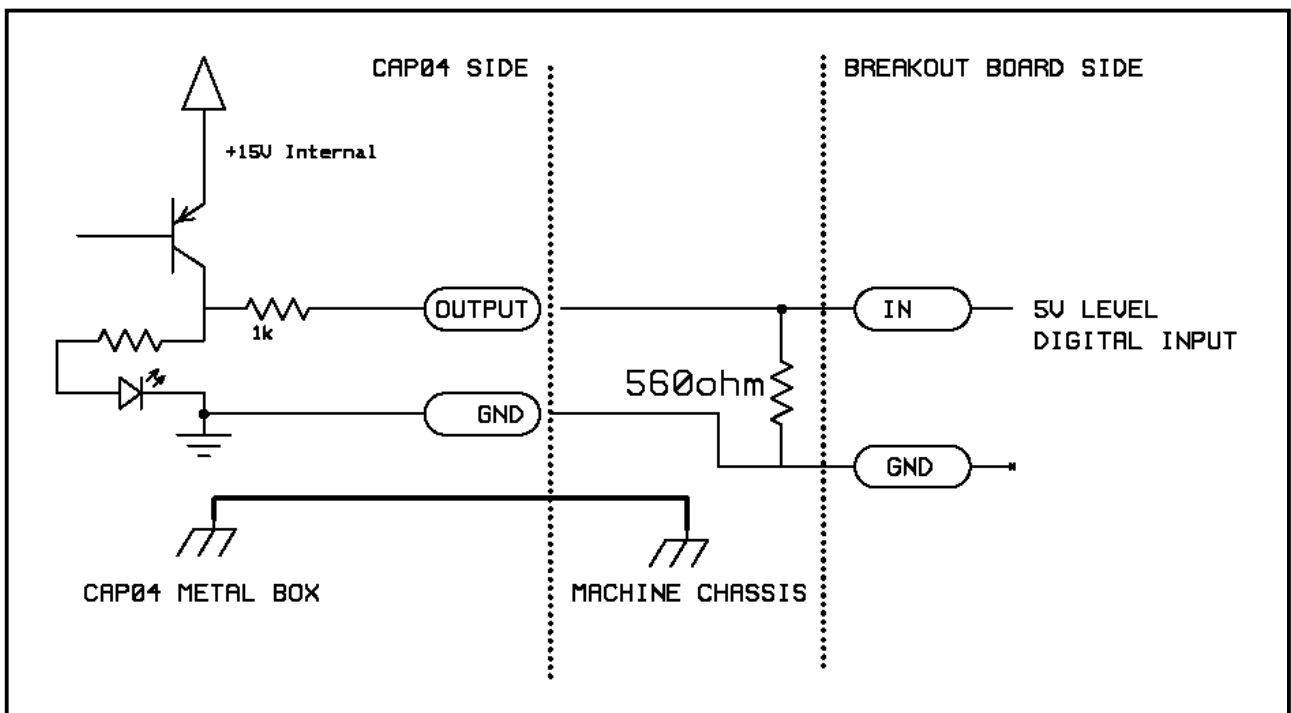 CAP04 SIDE
BREAKOUT BOARD SIDE
+15V Internal
OUTPUT
IN
5V LEVEL
DIGITAL INPUT
1k
560ohm
GND
GND
CAP04 METAL BOX
MACHINE CHASSIS